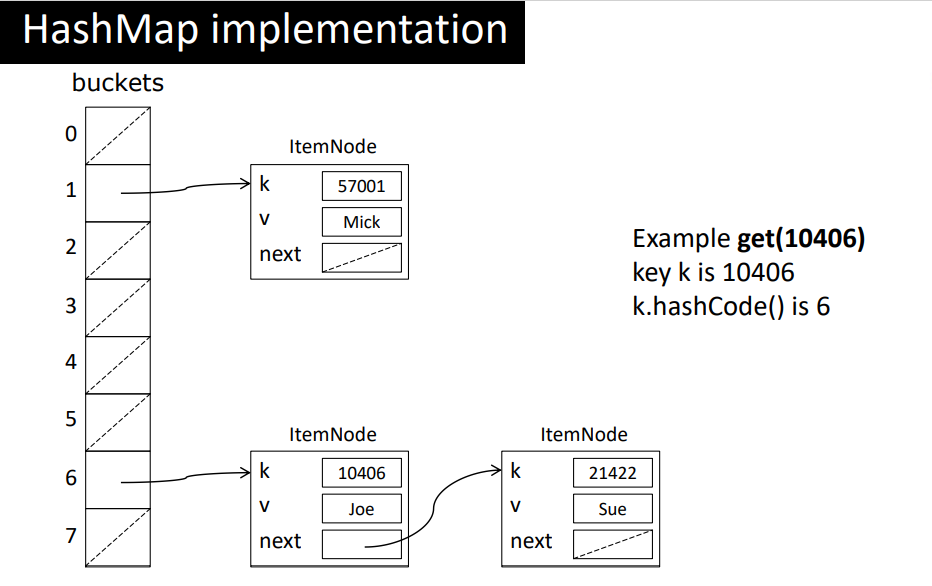 HashMap implementation
buckets
0
1
2
3
4
5
6
7
ItemNode
k 57001
v Mick
next
Example get(10406)
key k is 10406
k.hashCode() is 6
ItemNode
k 10406
v Joe
next
ItemNode
k 21422
v Sue
next